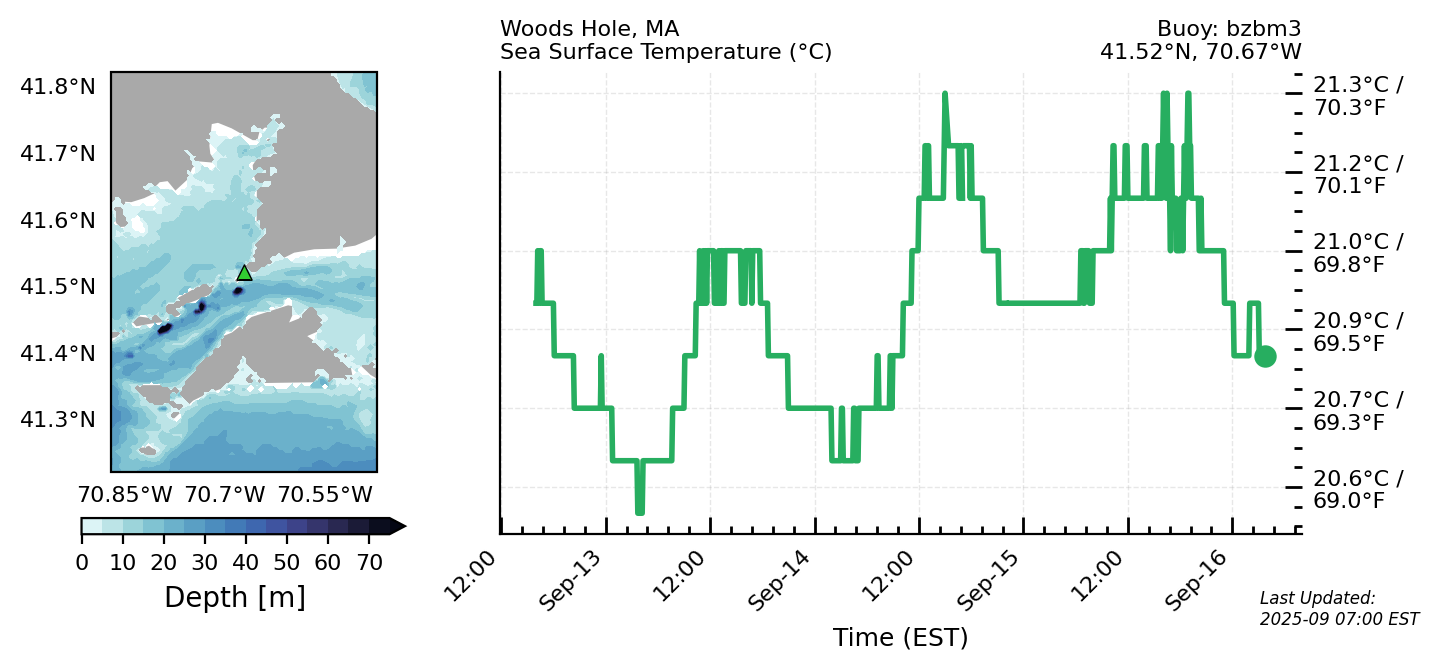 Woods Hole, MA
Sea Surface Temperature (°C)
Buoy: bzbm3
41.52°N, 70.67°W
41.8°N
41.7°N
41.6°N
41.5°N
41.4°N
41.3°N
70.85°W 70.7°W 70.55°W
0 10 20 30 40 50 60 70
Depth [m]
21.3°C /
70.3°F
21.2°C /
70.1°F
21.0°C /
69.8°F
20.9°C /
69.5°F
20.7°C /
69.3°F
20.6°C /
69.0°F
12:00 Sep-13 12:00 Sep-14 12:00 Sep-15 12:00 Sep-16
Time (EST)
Last Updated:
2025-09 07:00 EST